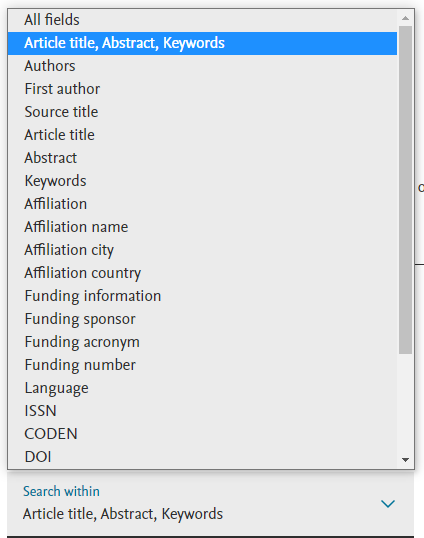 All fields
Article title, Abstract, Keywords
Authors
First author
Source title
Article title
Abstract
Keywords
Affiliation
Affiliation name
Affiliation city
Affiliation country
Funding information
Funding sponsor
Funding acronym
Funding number
Language
ISSN
CODEN
DOI
Search within
Article title, Abstract, Keywords